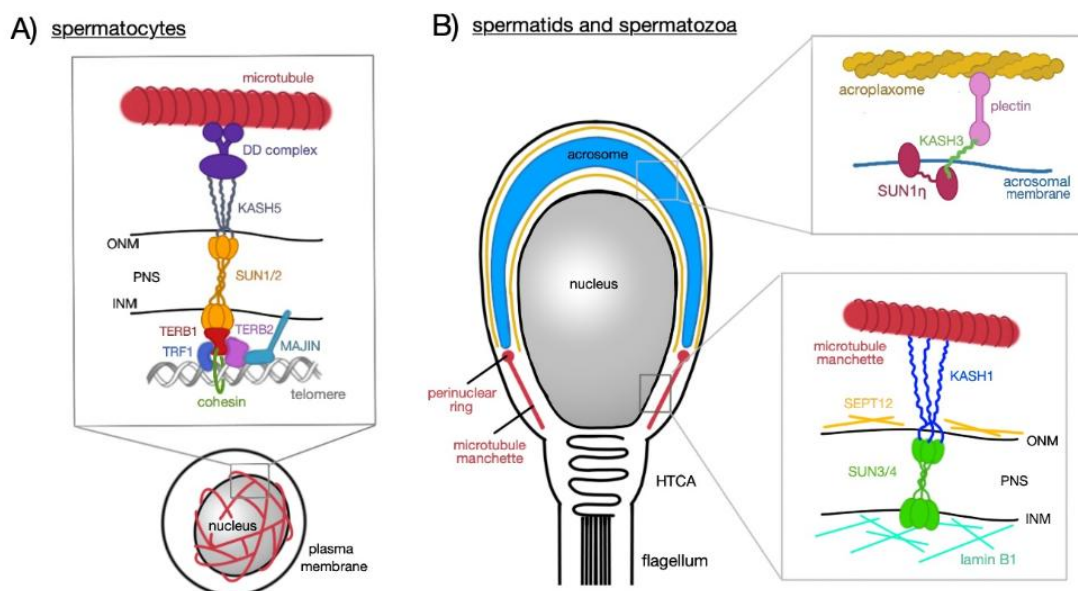 A) spermatocytes
microtubule
DD complex
KASH5
ONM
PNS
SUN1/2
INM
TERB1
TERB2
TRF1
MAJIN
telomere
cohesin
nucleus
plasma
membrane
B) spermatids and spermatozoa
acrosome
nucleus
perinuclear
ring
microtubule
manchette
HTCA
flagellum
acroplaxome
plectin
KASH3
SUN1η
acrosomal
membrane
microtubule
manchette
KASH1
SEPT12
ONM
SUN3/4
PNS
INM
lamin B1